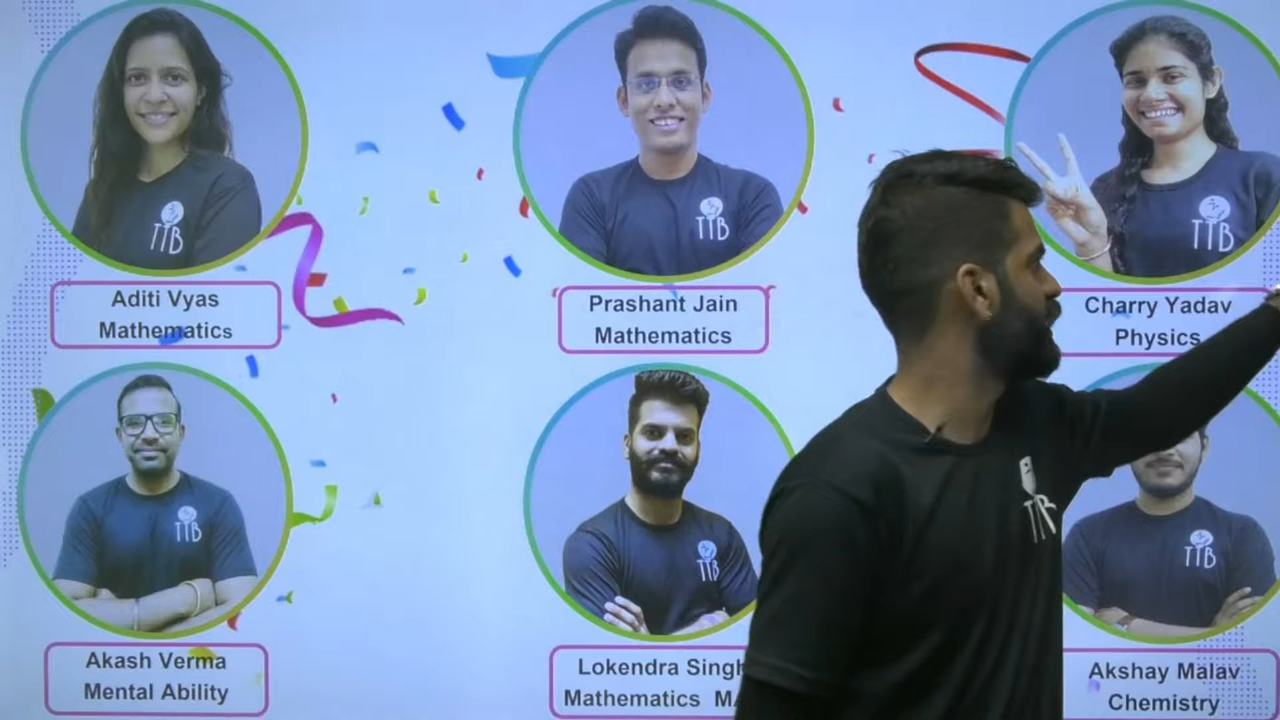 TTB
TTB
TTB
Aditi Vyas
Mathematics
Prashant Jain
Mathematics
Charry Yadav
Physics
TTB
TTB
TTB
Akash Verma
Mental Ability
Lokendra Singh
Mathematics
Akshay Malav
Chemistry